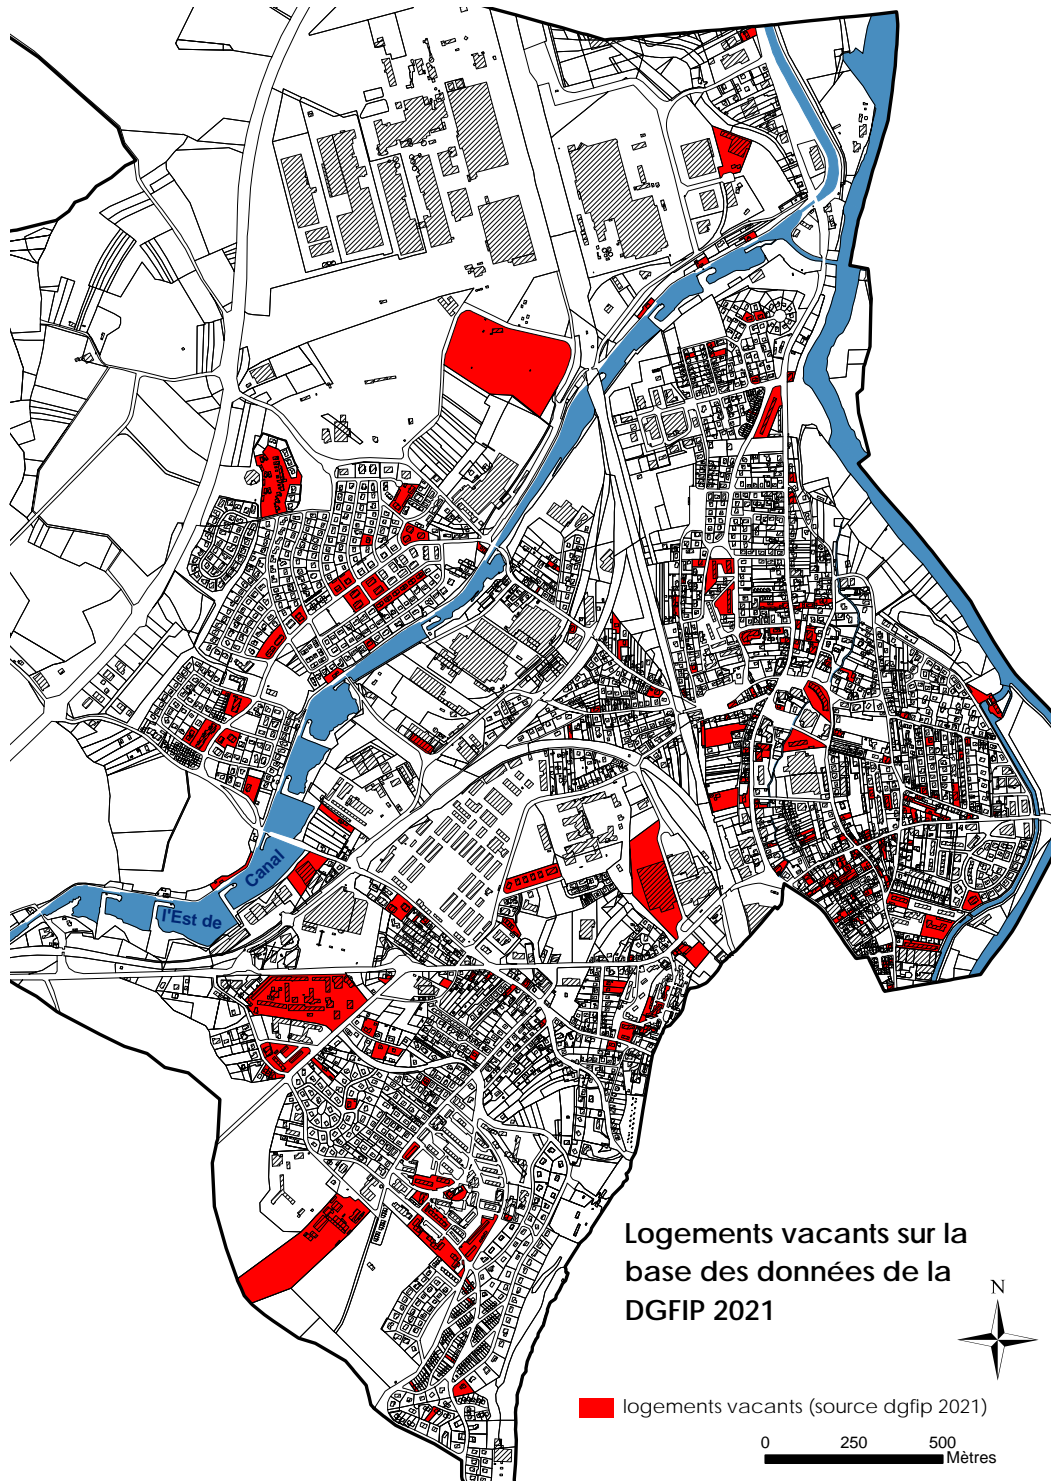 Canal
l'Est de
Logements vacants sur la
base des données de la
DGFIP 2021
N
logements vacants (source dgfip 2021)
0 250 500
Mètres